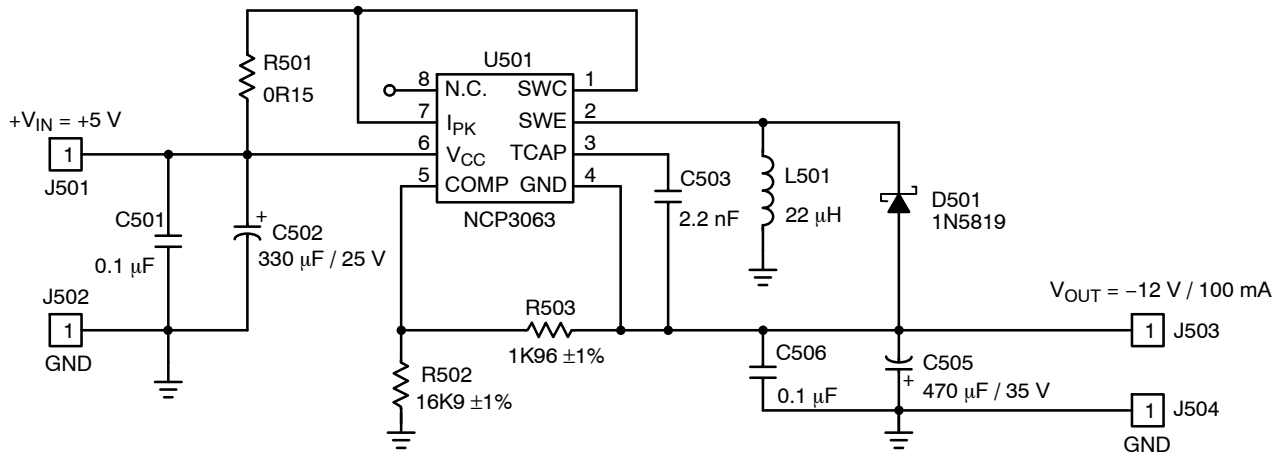 U501
R501
0R15
8 N.C. SWC 1
7 IPK SWE 2
6 VCC TCAP 3
5 COMP GND 4
NCP3063
+VIN = +5 V
1
J501
C501
0.1 μF
+
C502
330 μF / 25 V
J502
1
GND
C503
2.2 nF
L501
22 μH
D501
1N5819
VOUT = −12 V / 100 mA
1 J503
R503
1K96 ±1%
R502
16K9 ±1%
C506
0.1 μF
C505
+
470 μF / 35 V
1 J504
GND